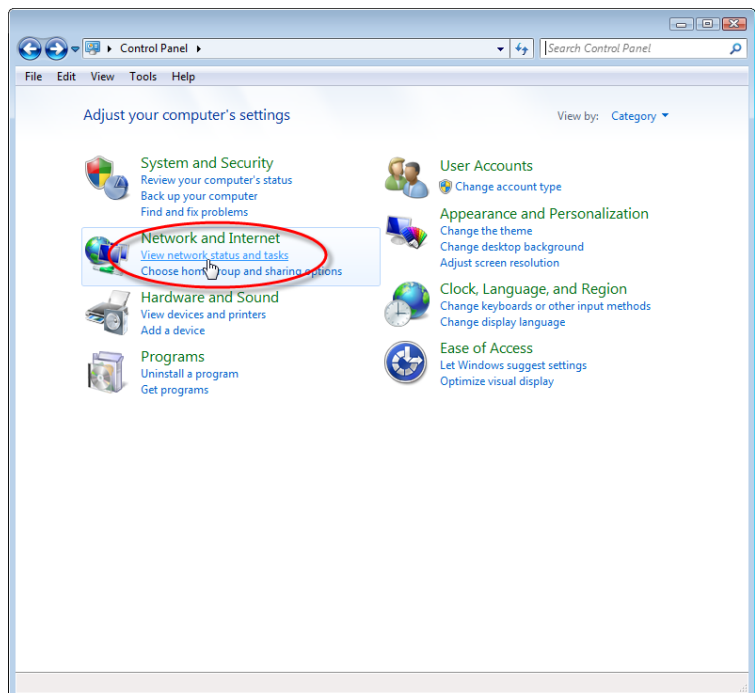 Control Panel
Search Control Panel
File Edit View Tools Help
Adjust your computer's settings
View by: Category
System and Security
Review your computer's status
Back up your computer
Find and fix problems
Network and Internet
View network status and tasks
Choose homegroup and sharing options
Hardware and Sound
View devices and printers
Add a device
Programs
Uninstall a program
Get programs
User Accounts
Change account type
Appearance and Personalization
Change the theme
Change desktop background
Adjust screen resolution
Clock, Language, and Region
Change keyboards or other input methods
Change display language
Ease of Access
Let Windows suggest settings
Optimize visual display